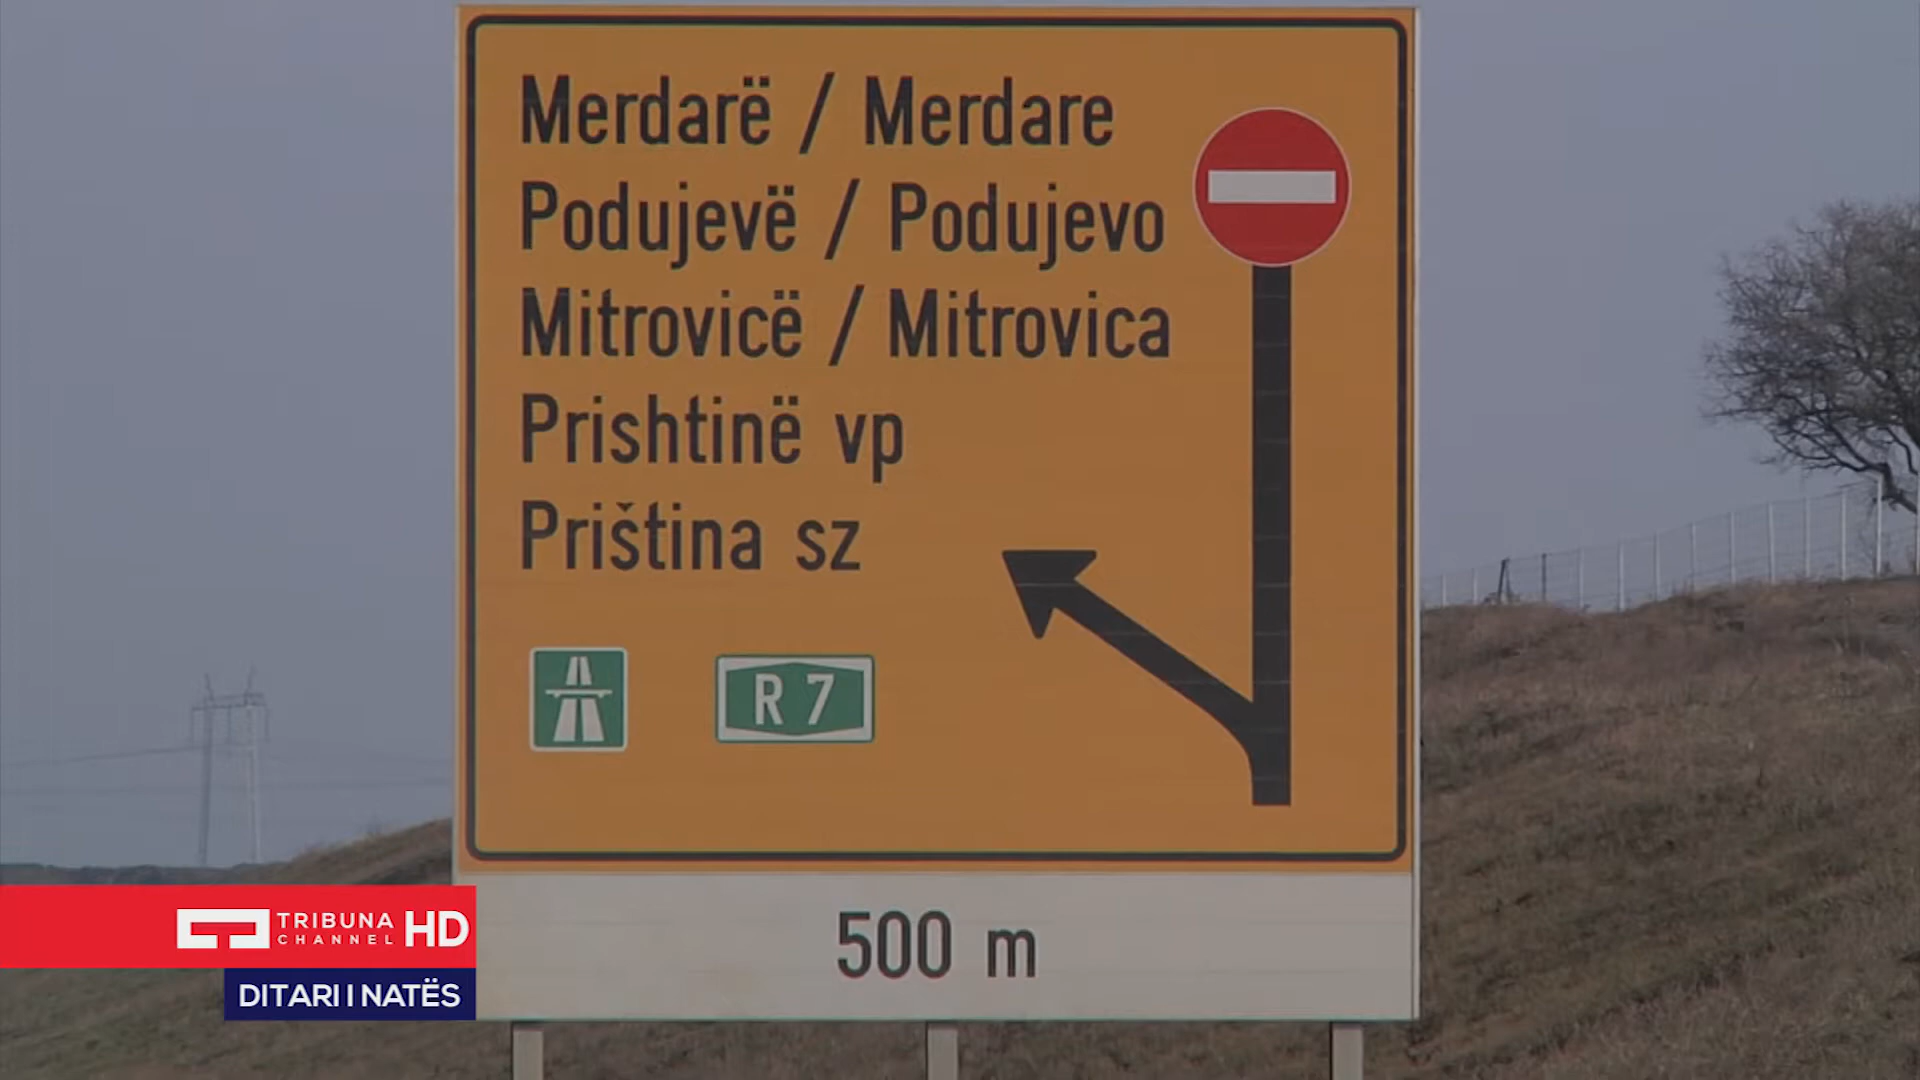 Merdarë / Merdare
Podujevë / Podujevo
Mitrovicë / Mitrovica
Prishtinë vp
Priština sz
R 7
500 m
TRIBUNA
CHANNEL HD
DITARI I NATËS